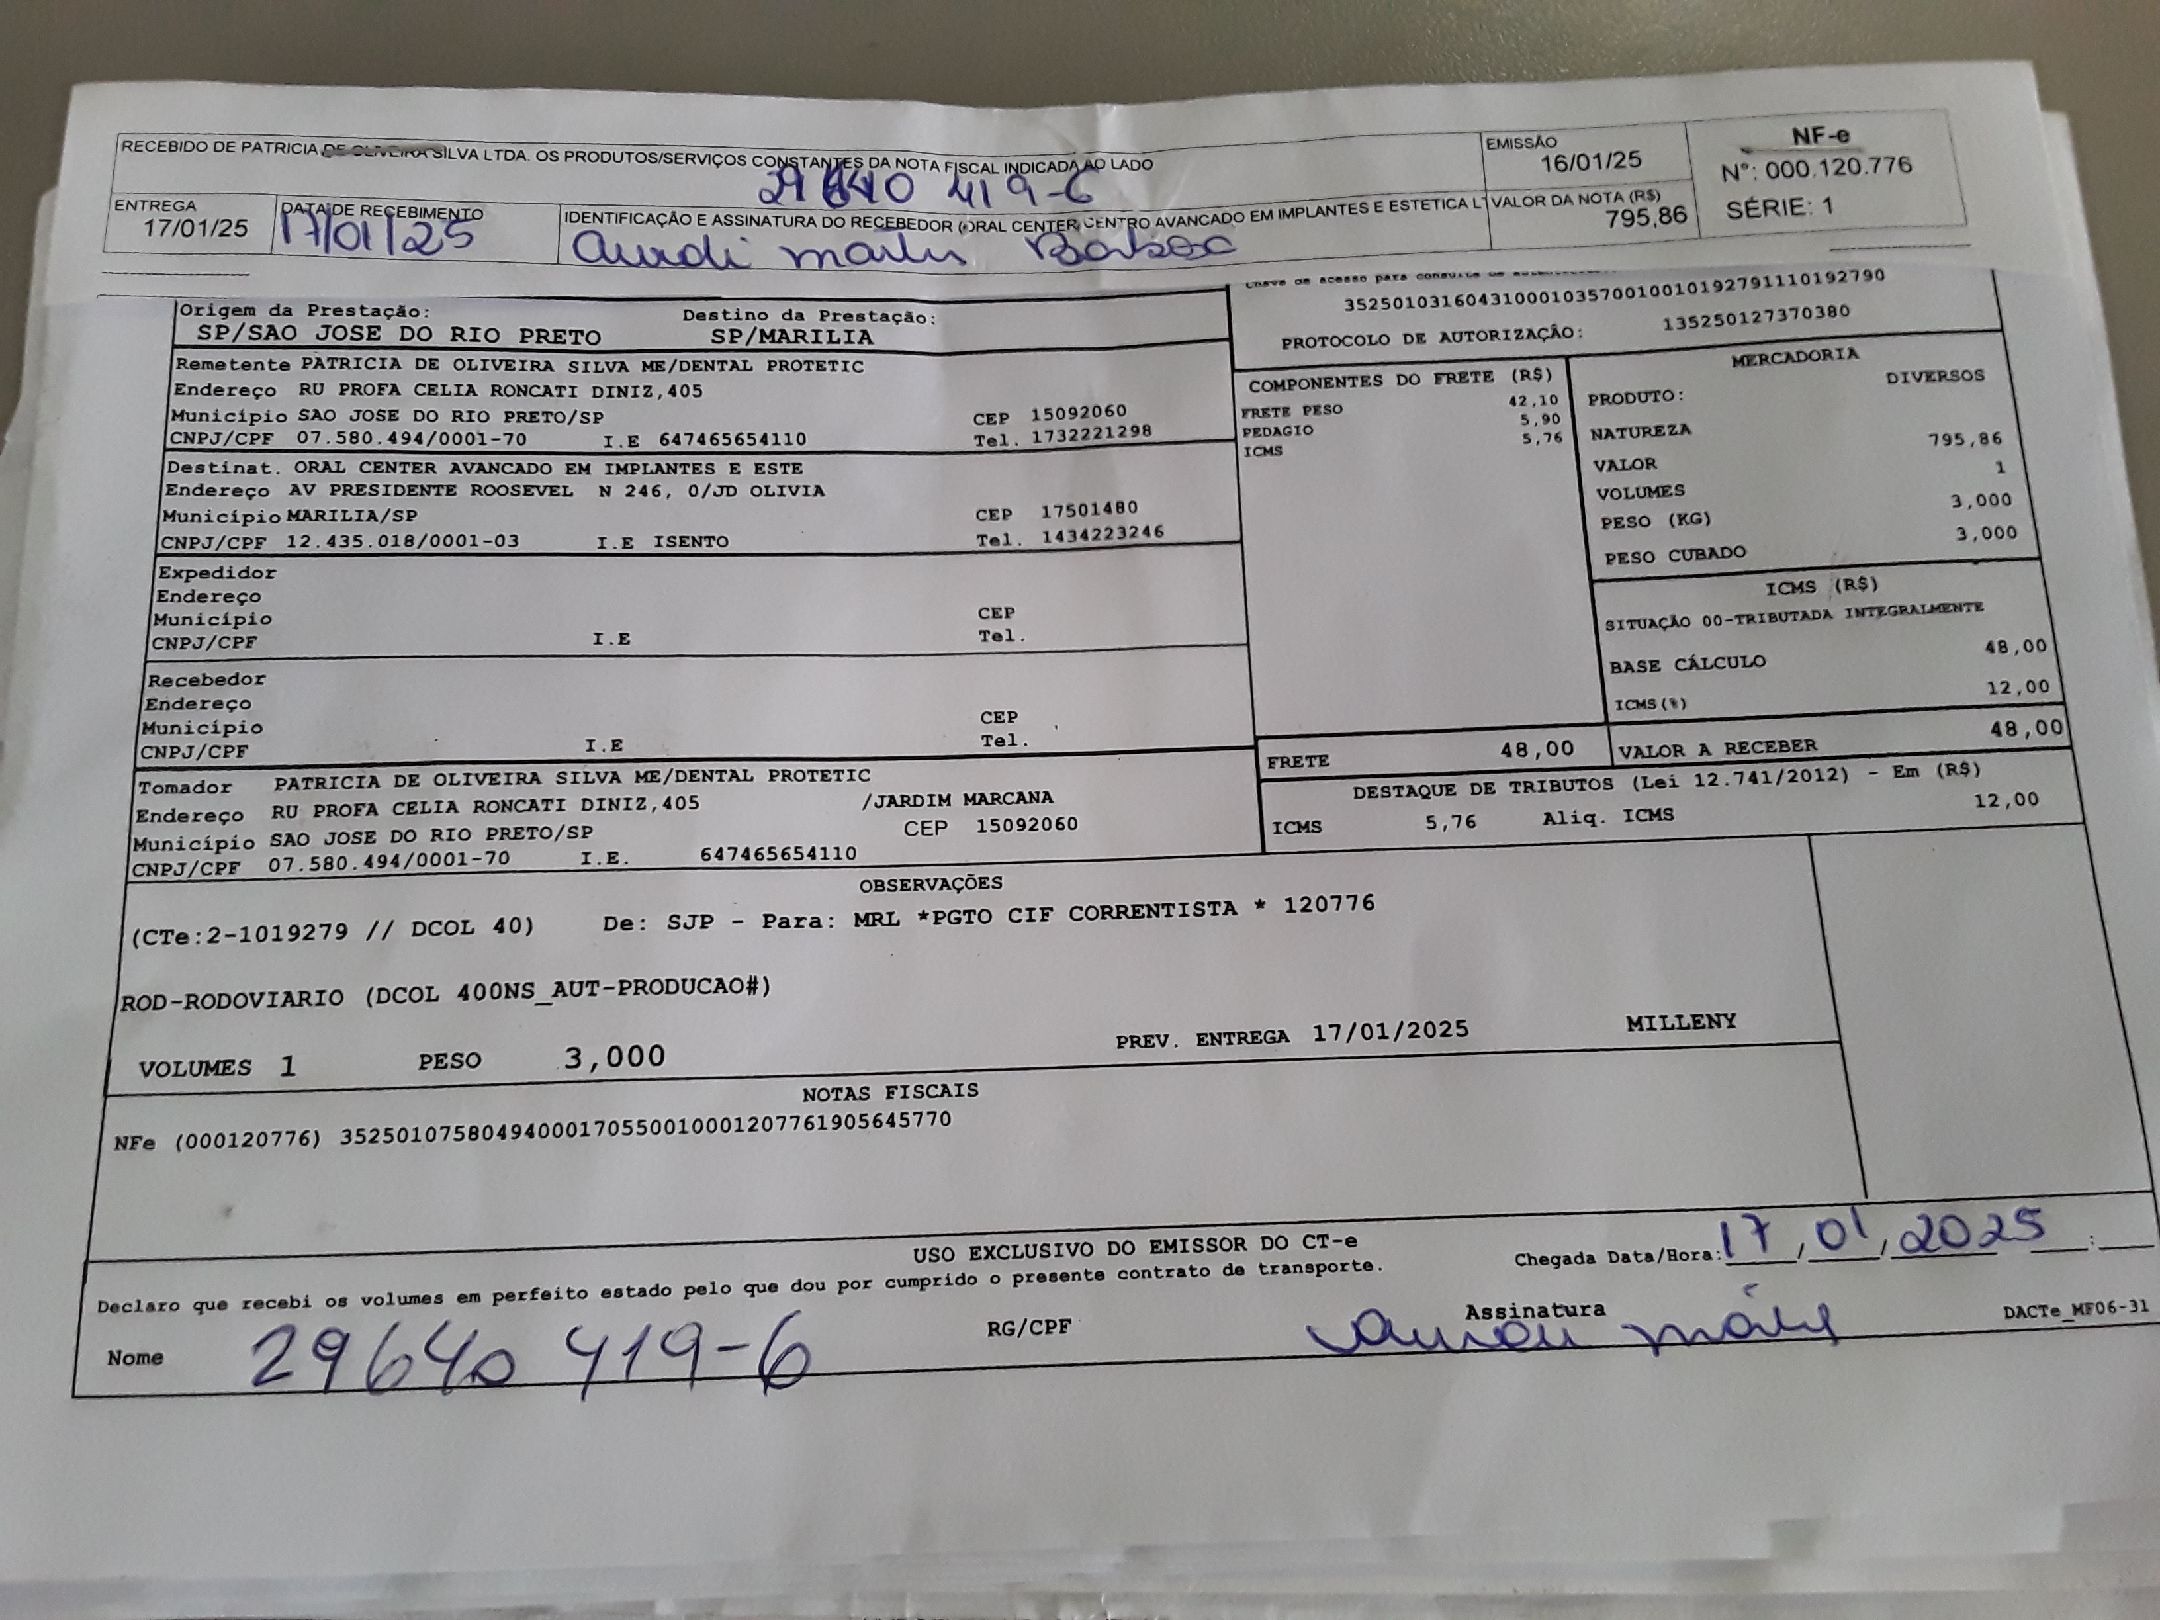 RECEBIDO DE PATRICIA DE OLIVEIRA SILVA LTDA. OS PRODUTOS/SERVIÇOS CONSTANTES DA NOTA FISCAL INDICADA AO LADO
EMISSÃO
16/01/25
NF-e
Nº: 000.120.776
SÉRIE: 1
419-6
ENTREGA
17/01/25
DATA DE RECEBIMENTO
17/01/25
IDENTIFICAÇÃO E ASSINATURA DO RECEBEDOR (ORAL CENTER CENTRO AVANCADO EM IMPLANTES E ESTETICA LT
VALOR DA NOTA (R$)
795,86
Origem da Prestação:
SP/SAO JOSE DO RIO PRETO
Destino da Prestação:
SP/MARILIA
Chave de acesso para consulta de
35250103160431000103570010010192791110192790
PROTOCOLO DE AUTORIZAÇÂO: 135250127370380
Remetente PATRICIA DE OLIVEIRA SILVA ME/DENTAL PROTETIC
Endereço RU PROFA CELIA RONCATI DINIZ,405
Município SAO JOSE DO RIO PRETO/SP CEP 15092060
CNPJ/CPF 07.580.494/0001-70 I.E 647465654110 Tel. 1732221298
Destinat. ORAL CENTER AVANCADO EM IMPLANTES E ESTE
Endereço AV PRESIDENTE ROOSEVEL N 246, 0/JD OLIVIA
Município MARILIA/SP CEP 17501480
CNPJ/CPF 12.435.018/0001-03 I.E ISENTO Tel. 1434223246
Expedidor
Endereço
Município CEP
CNPJ/CPF I.E Tel.
Recebedor
Endereço
Município CEP
CNPJ/CPF I.E Tel.
Tomador PATRICIA DE OLIVEIRA SILVA ME/DENTAL PROTETIC
Endereço RU PROFA CELIA RONCATI DINIZ,405 /JARDIM MARCANA
Município SAO JOSE DO RIO PRETO/SP CEP 15092060
CNPJ/CPF 07.580.494/0001-70 I.E. 647465654110
COMPONENTES DO FRETE (R$)
FRETE PESO 42,10
PEDAGIO 5,90
ICMS 5,76
FRETE 48,00
MERCADORIA
PRODUTO: DIVERSOS
NATUREZA
VALOR 795,86
VOLUMES 1
PESO (KG) 3,000
PESO CUBADO 3,000
ICMS (R$)
SITUAÇÃO 00-TRIBUTADA INTEGRALMENTE
BASE CÁLCULO 48,00
ICMS(%) 12,00
VALOR A RECEBER 48,00
DESTAQUE DE TRIBUTOS (Lei 12.741/2012) - Em (R$)
ICMS 5,76 Aliq. ICMS 12,00
OBSERVAÇÕES
(CTe:2-1019279 // DCOL 40) De: SJP - Para: MRL *PGTO CIF CORRENTISTA * 120776
ROD-RODOVIARIO (DCOL 400NS_AUT-PRODUCAO#)
VOLUMES 1 PESO 3,000 PREV. ENTREGA 17/01/2025 MILLENY
NOTAS FISCAIS
NFe (000120776) 35250107580494000170550010001207761905645770
USO EXCLUSIVO DO EMISSOR DO CT-e
Chegada Data/Hora: 17/01/2025 :
Declaro que recebi os volumes em perfeito estado pelo que dou por cumprido o presente contrato de transporte.
Nome 29640 419-6 RG/CPF Assinatura
DACTe_MF06-31